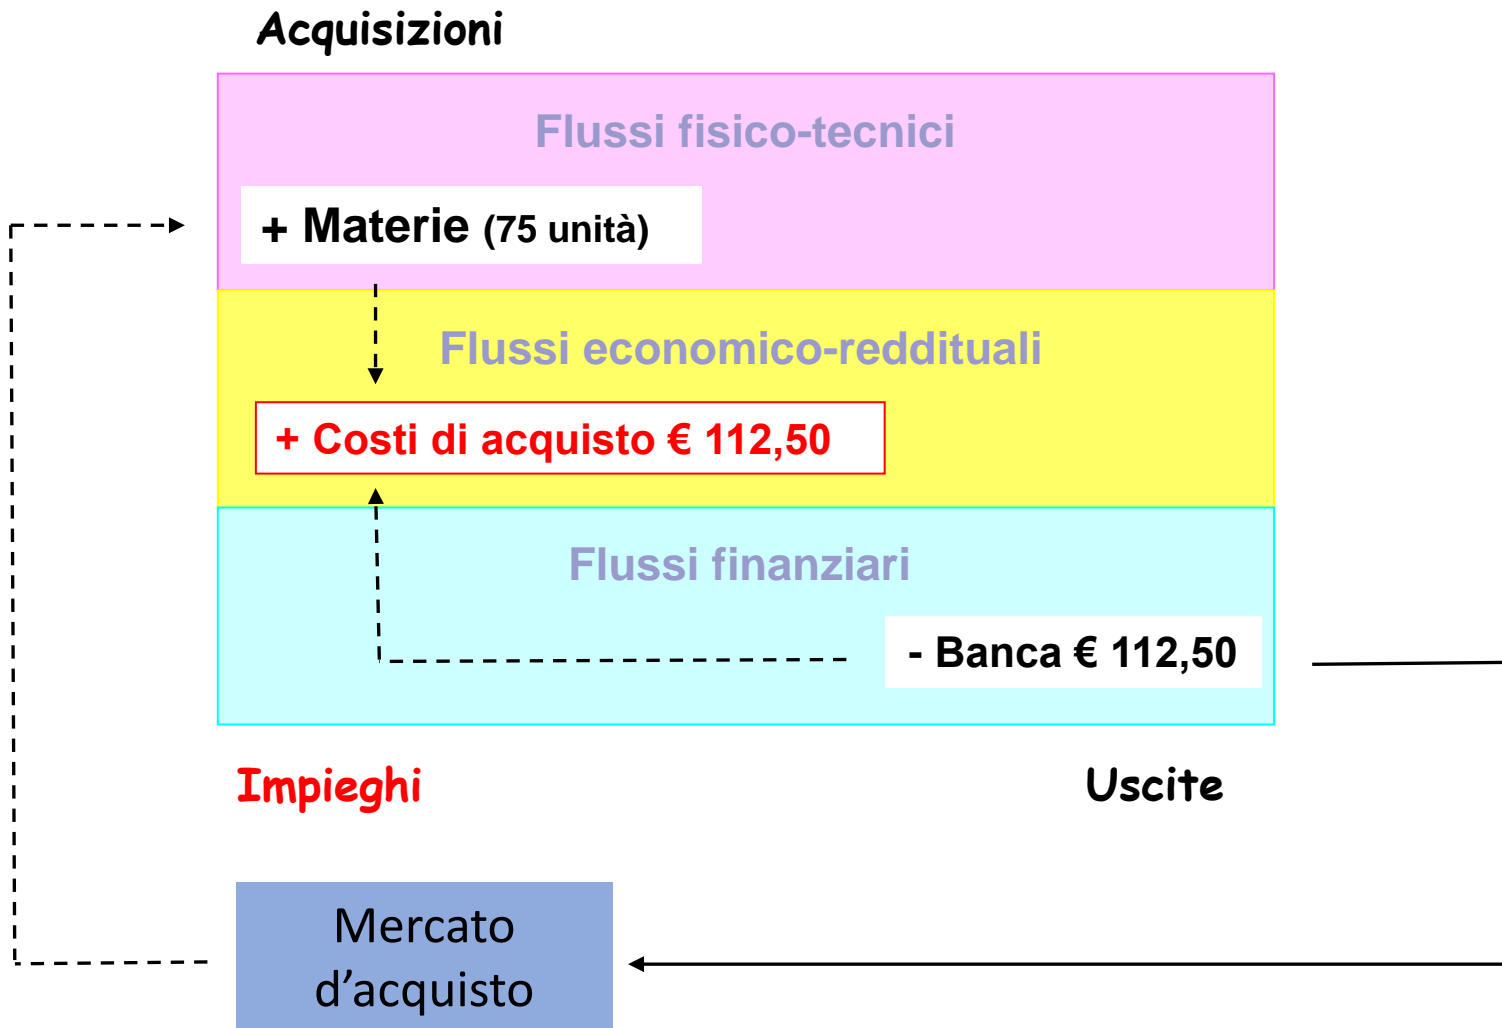 Acquisizioni
Flussi fisico-tecnici
+ Materie (75 unità)
Flussi economico-reddituali
+ Costi di acquisto € 112,50
Flussi finanziari
- Banca € 112,50
Impieghi
Uscite
Mercato
d’acquisto